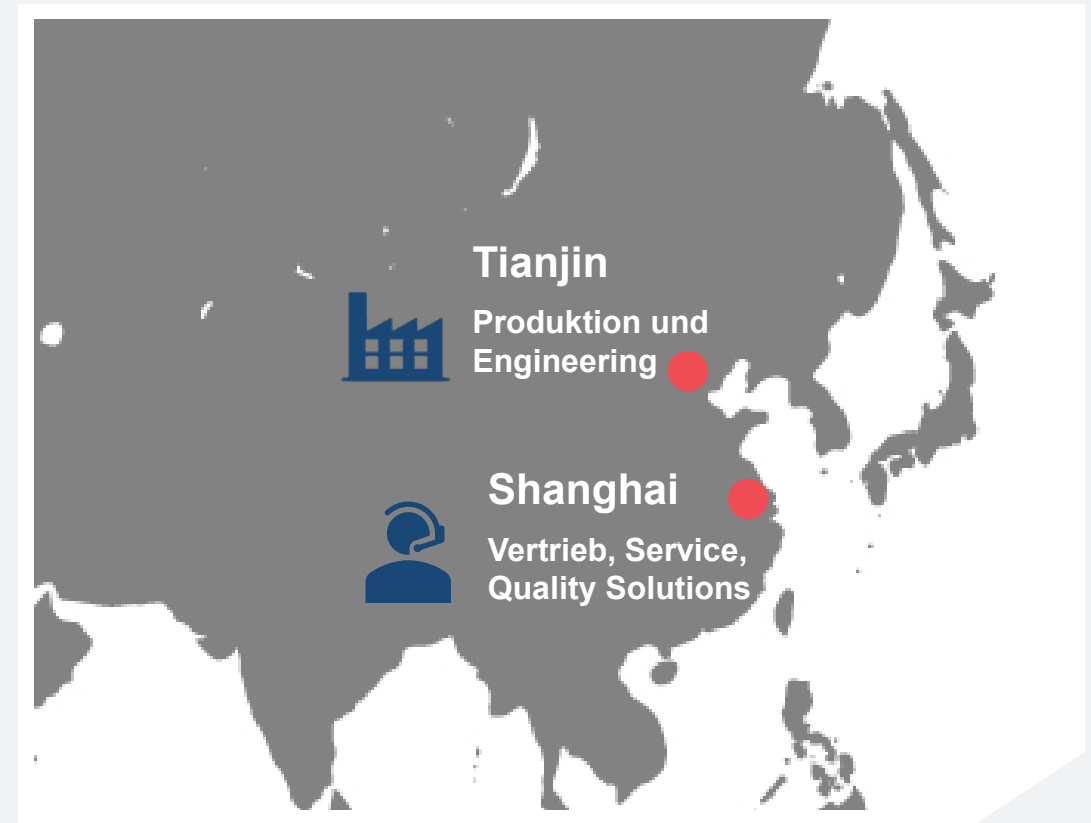 Tianjin
Produktion und
Engineering
Shanghai
Vertrieb, Service,
Quality Solutions